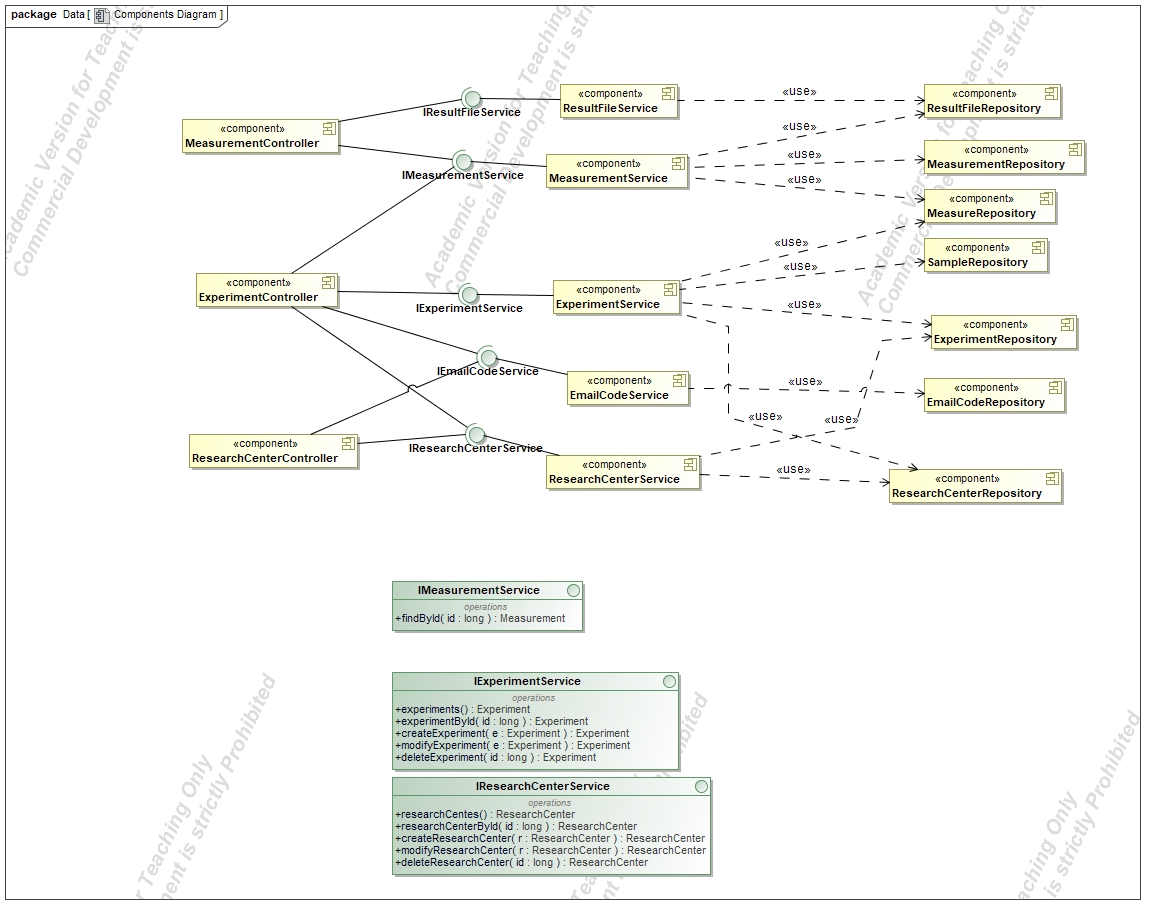 package Data [ Components Diagram ]
«component»
ResultFileService
«use»
«component»
ResultFileRepository
IResultFileService
«component»
MeasurementController
«use»
«component»
MeasurementRepository
«use»
IMeasurementService
«component»
MeasurementService
«use»
«component»
MeasureRepository
«use»
«component»
SampleRepository
«use»
«component»
ExperimentController
IExperimentService
«component»
ExperimentService
«use»
«component»
ExperimentRepository
IEmailCodeService
«component»
EmailCodeService
«use»
«component»
EmailCodeRepository
«use»
«use»
«component»
ResearchCenterController
IResearchCenterService
«component»
ResearchCenterService
«use»
«component»
ResearchCenterRepository
IMeasurementService
operations
+findById( id : long ) : Measurement
IExperimentService
operations
+experiments() : Experiment
+experimentById( id : long ) : Experiment
+createExperiment( e : Experiment ) : Experiment
+modifyExperiment( e : Experiment ) : Experiment
+deleteExperiment( id : long ) : Experiment
IResearchCenterService
operations
+researchCentes() : ResearchCenter
+researchCenterById( id : long ) : ResearchCenter
+createResearchCenter( r : ResearchCenter ) : ResearchCenter
+modifyResearchCenter( r : ResearchCenter ) : ResearchCenter
+deleteResearchCenter( id : long ) : ResearchCenter
Academic Version for Teaching
Commercial Development is stri
Teaching Only
is strictly Prohibited